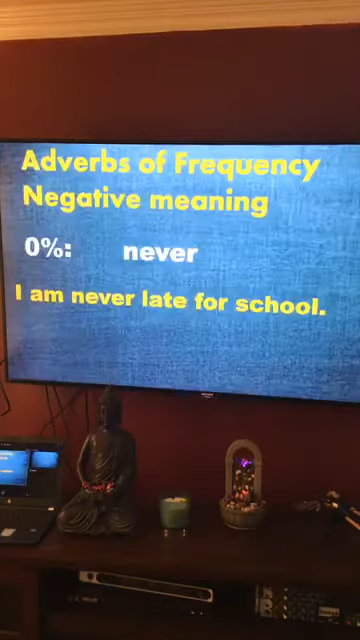 Adverbs of Frequency
Negative meaning
0%: never
I am never late for school.